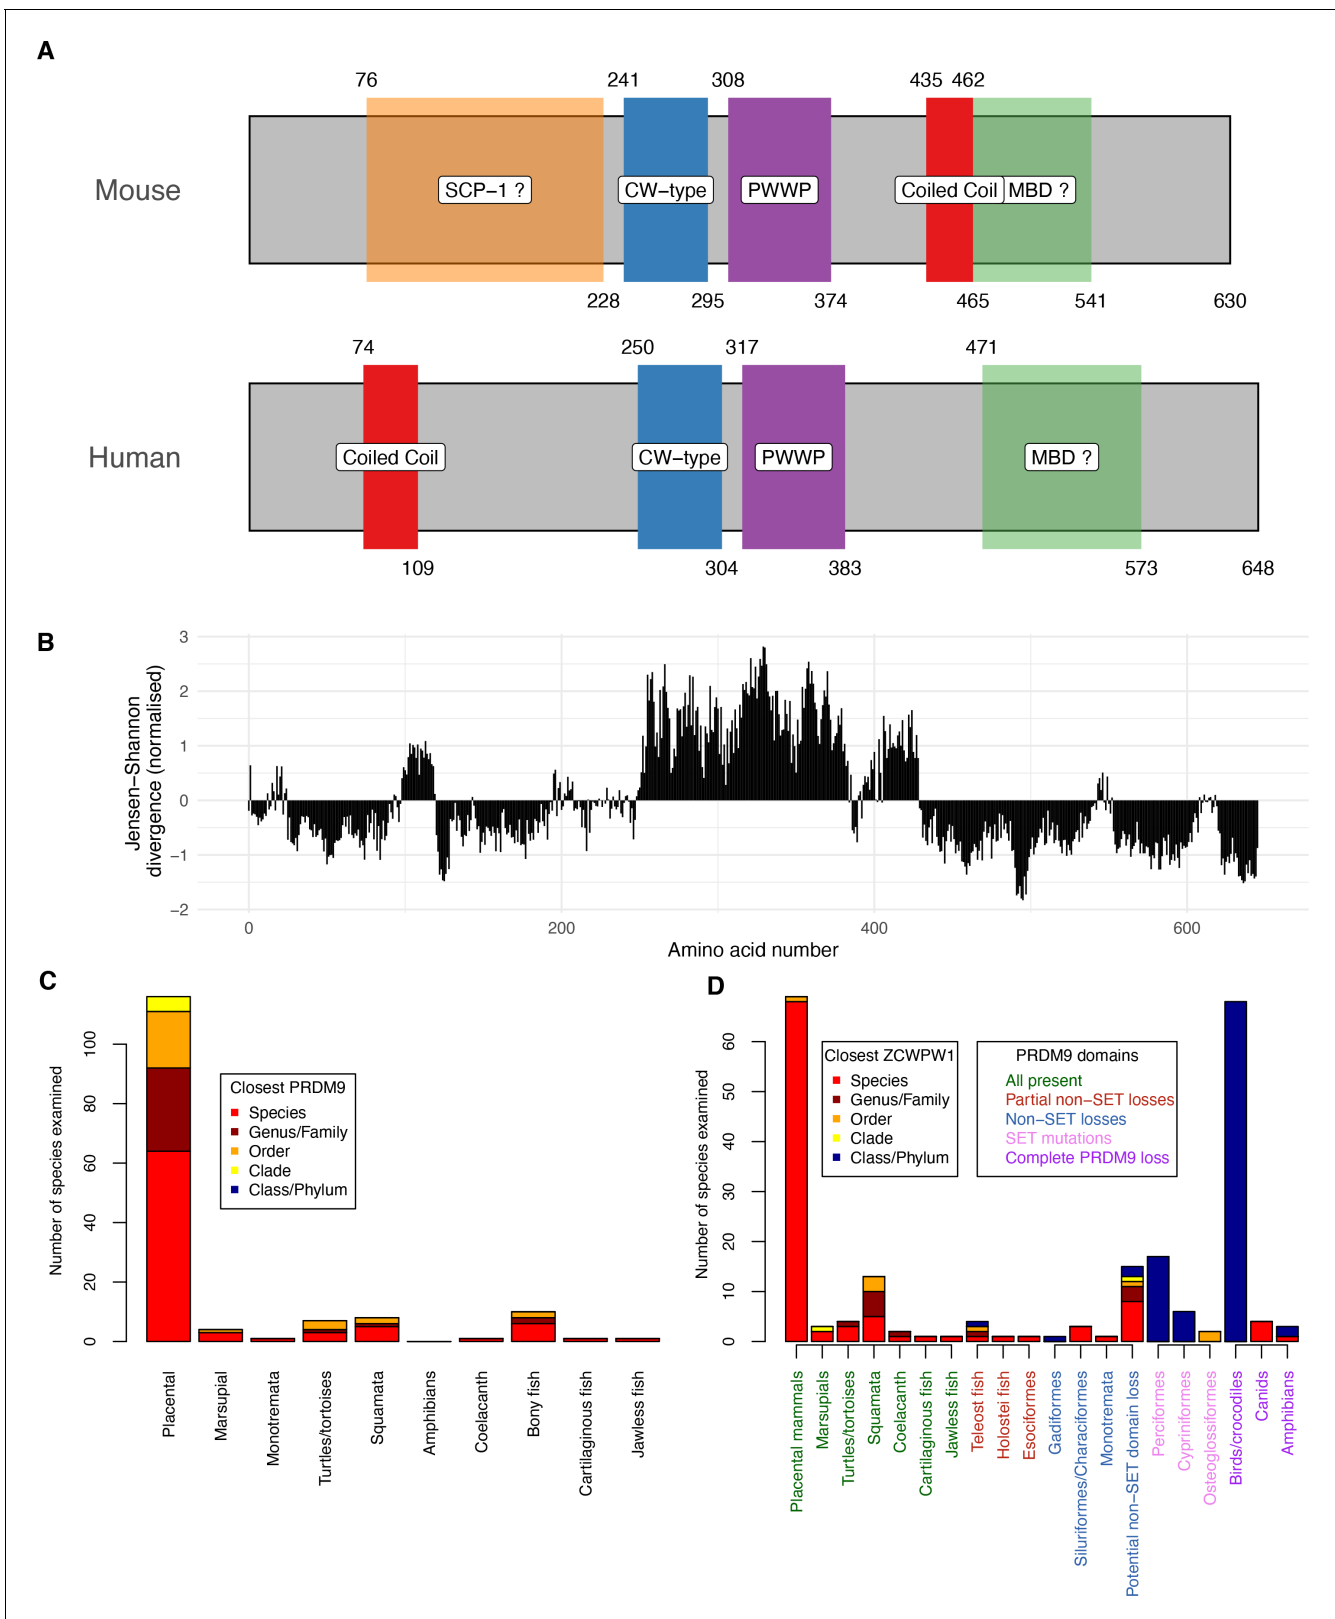 A
76 241 308 435 462
Mouse
SCP−1 ? CW−type PWWP Coiled Coil MBD ?
228 295 374 465 541 630
74 250 317 471
Human
Coiled Coil CW−type PWWP MBD ?
109 304 383 573 648
B
Jensen−Shannon
divergence (normalised)
3
2
1
0
−1
−2
0 200 400 600
Amino acid number
C
Number of species examined
0 20 40 60 80 100
Closest PRDM9
Species
Genus/Family
Order
Clade
Class/Phylum
Placental
Marsupial
Monotremata
Turtles/tortoises
Squamata
Amphibians
Coelacanth
Bony fish
Cartilaginous fish
Jawless fish
D
Number of species examined
0 10 20 30 40 50 60
Closest ZCWPW1
Species
Genus/Family
Order
Clade
Class/Phylum
PRDM9 domains
All present
Partial non−SET losses
Non−SET losses
SET mutations
Complete PRDM9 loss
Placental mammals
Marsupials
Turtles/tortoises
Squamata
Coelacanth
Cartilaginous fish
Jawless fish
Teleost fish
Holostei fish
Esociformes
Gadiformes
Siluriformes/Characiformes
Monotremata
Potential non−SET domain loss
Perciformes
Cypriniformes
Osteoglossiformes
Birds/crocodiles
Canids
Amphibians